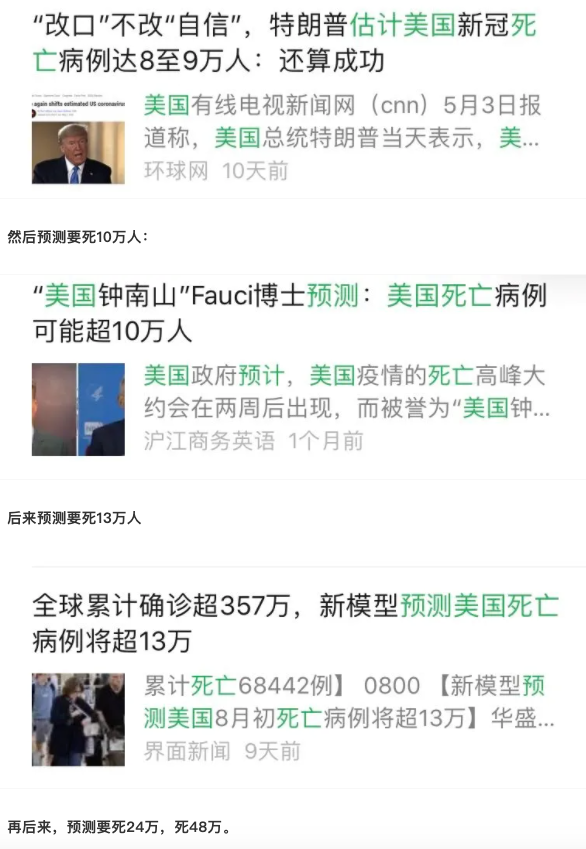 “改口”不改“自信”，特朗普估计美国新冠死
亡病例达8至9万人：还算成功
again shifts estimated US coronavirus
美国有线电视新闻网（cnn）5月3日报
道称，美国总统特朗普当天表示，美...
环球网 10天前
然后预测要死10万人：
“美国钟南山”Fauci博士预测：美国死亡病例
可能超10万人
美国政府预计，美国疫情的死亡高峰大
约会在两周后出现，而被誉为“美国钟...
沪江商务英语 1个月前
后来预测要死13万人
全球累计确诊超357万，新模型预测美国死亡
病例将超13万
累计死亡68442例】 0800 【新模型预
测美国8月初死亡病例将超13万】华盛...
界面新闻 9天前
再后来，预测要死24万，死48万。